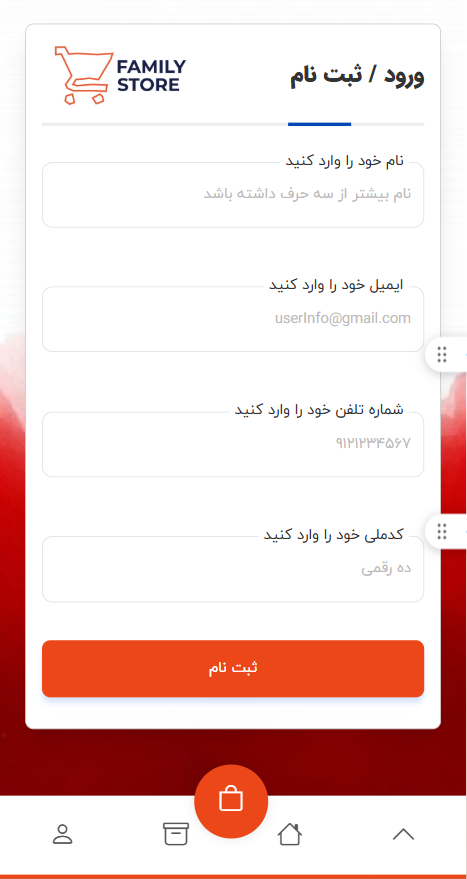 ورود / ثبت نام
FAMILY
STORE
نام خود را وارد کنید
نام بیشتر از سه حرف داشته باشد
ایمیل خود را وارد کنید
userInfo@gmail.com
شماره تلفن خود را وارد کنید
۹۱۲۱۲۳۴۵۶۷
کدملی خود را وارد کنید
ده رقمی
ثبت نام